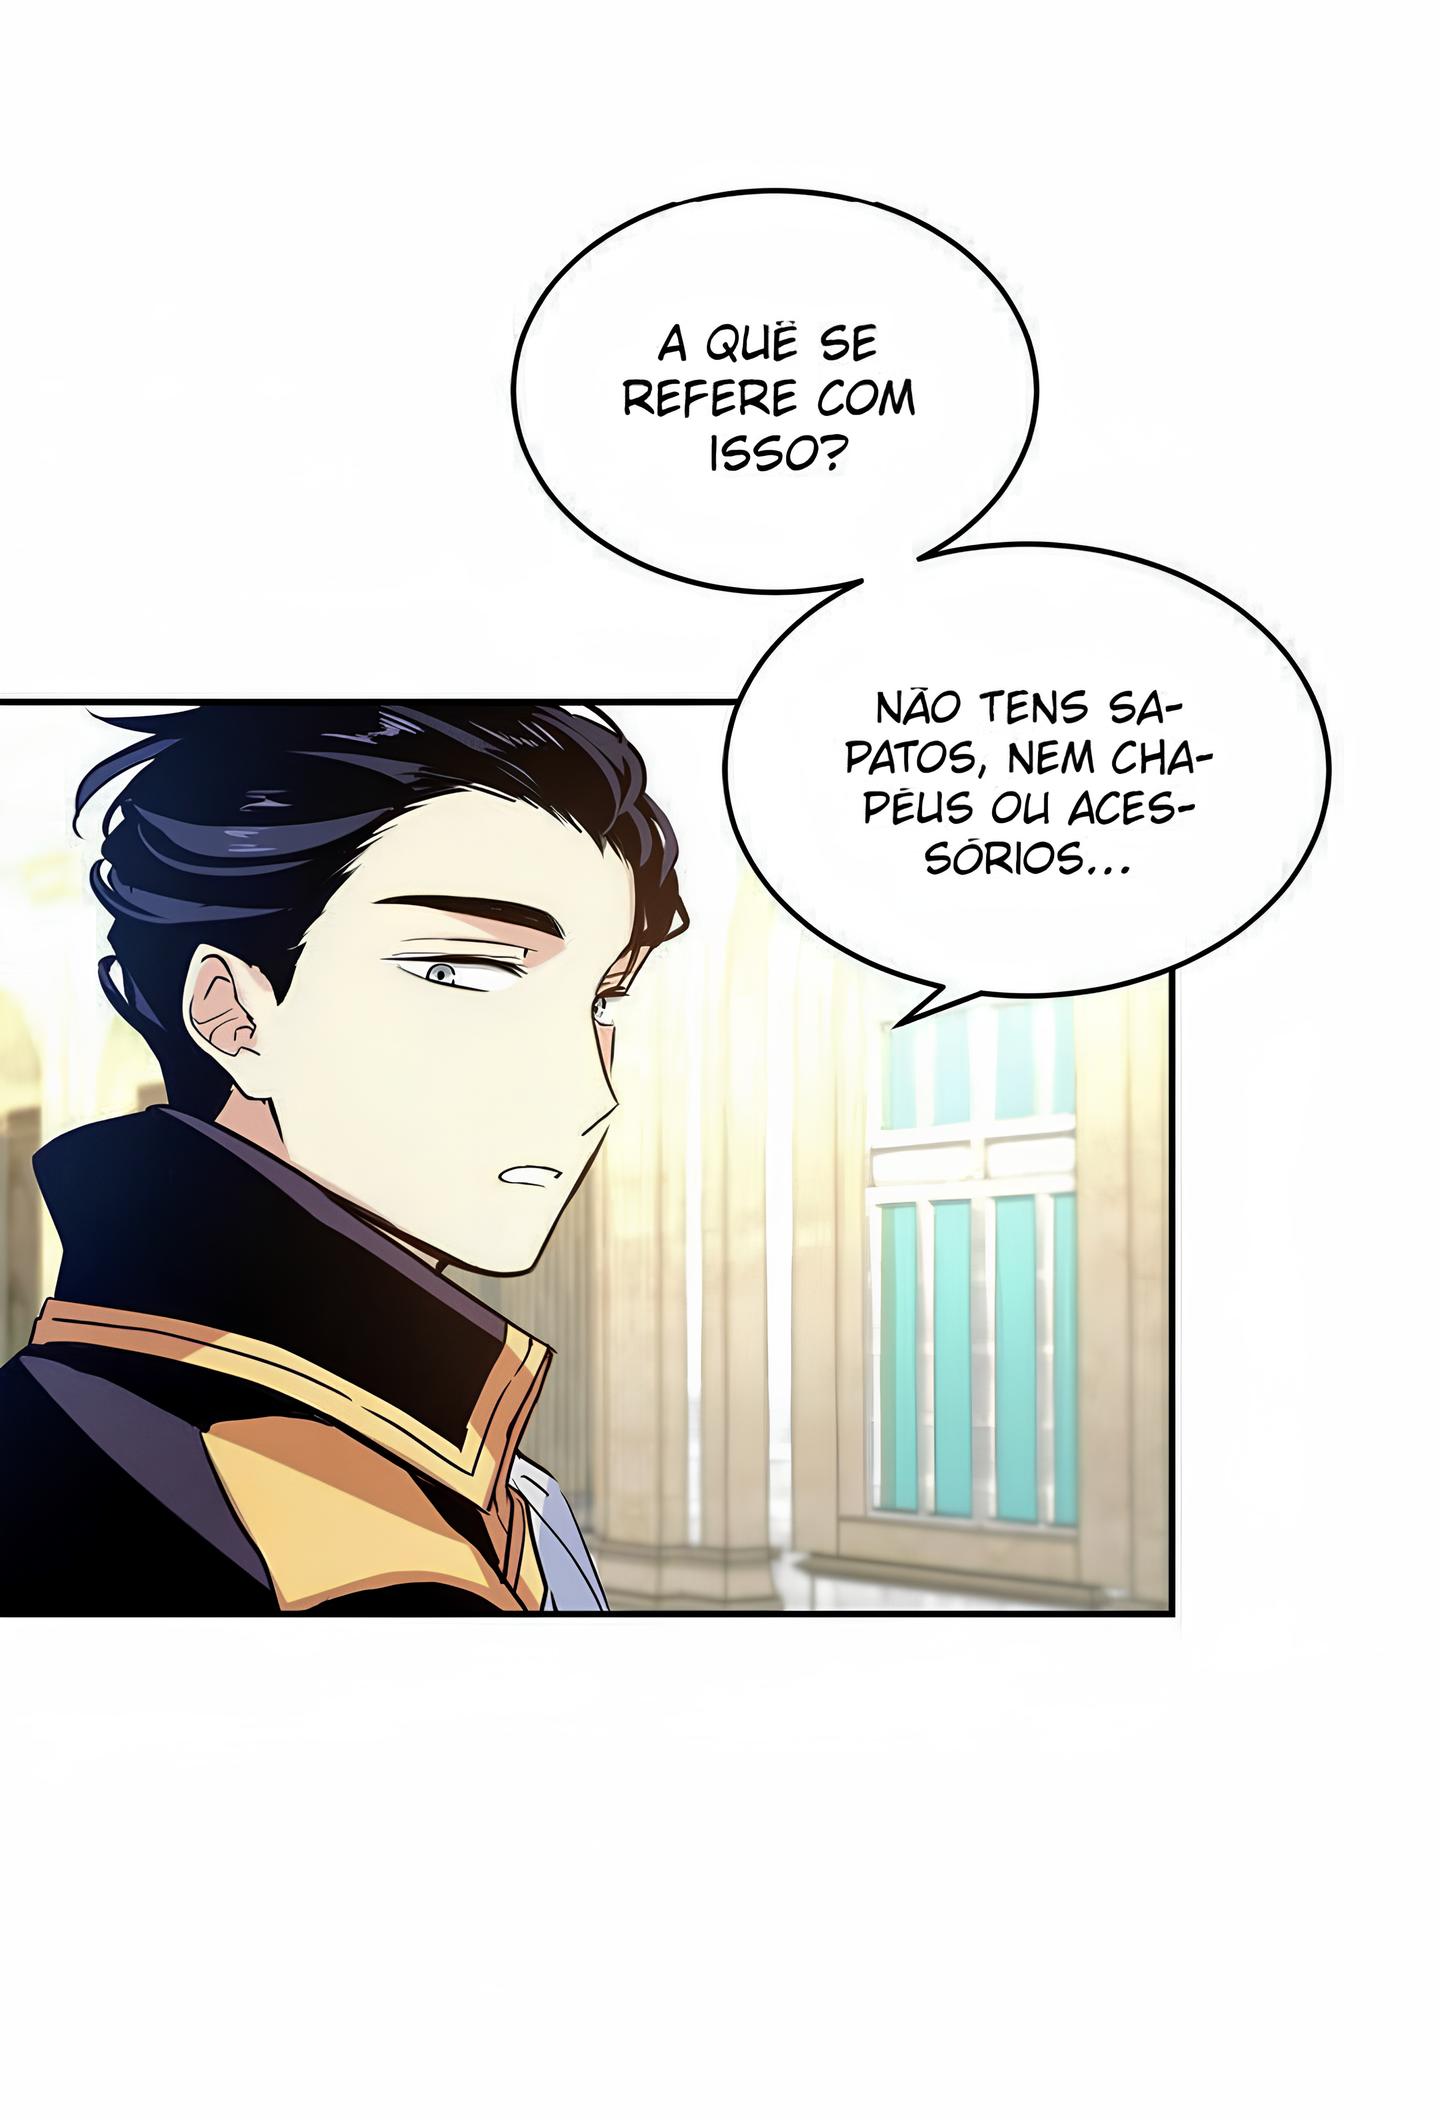 A QUÊ SE
REFERE COM
ISSO?
NÃO TENS SA-
PATOS, NEM CHA-
PÉUS OU ACES-
SÓRIOS...